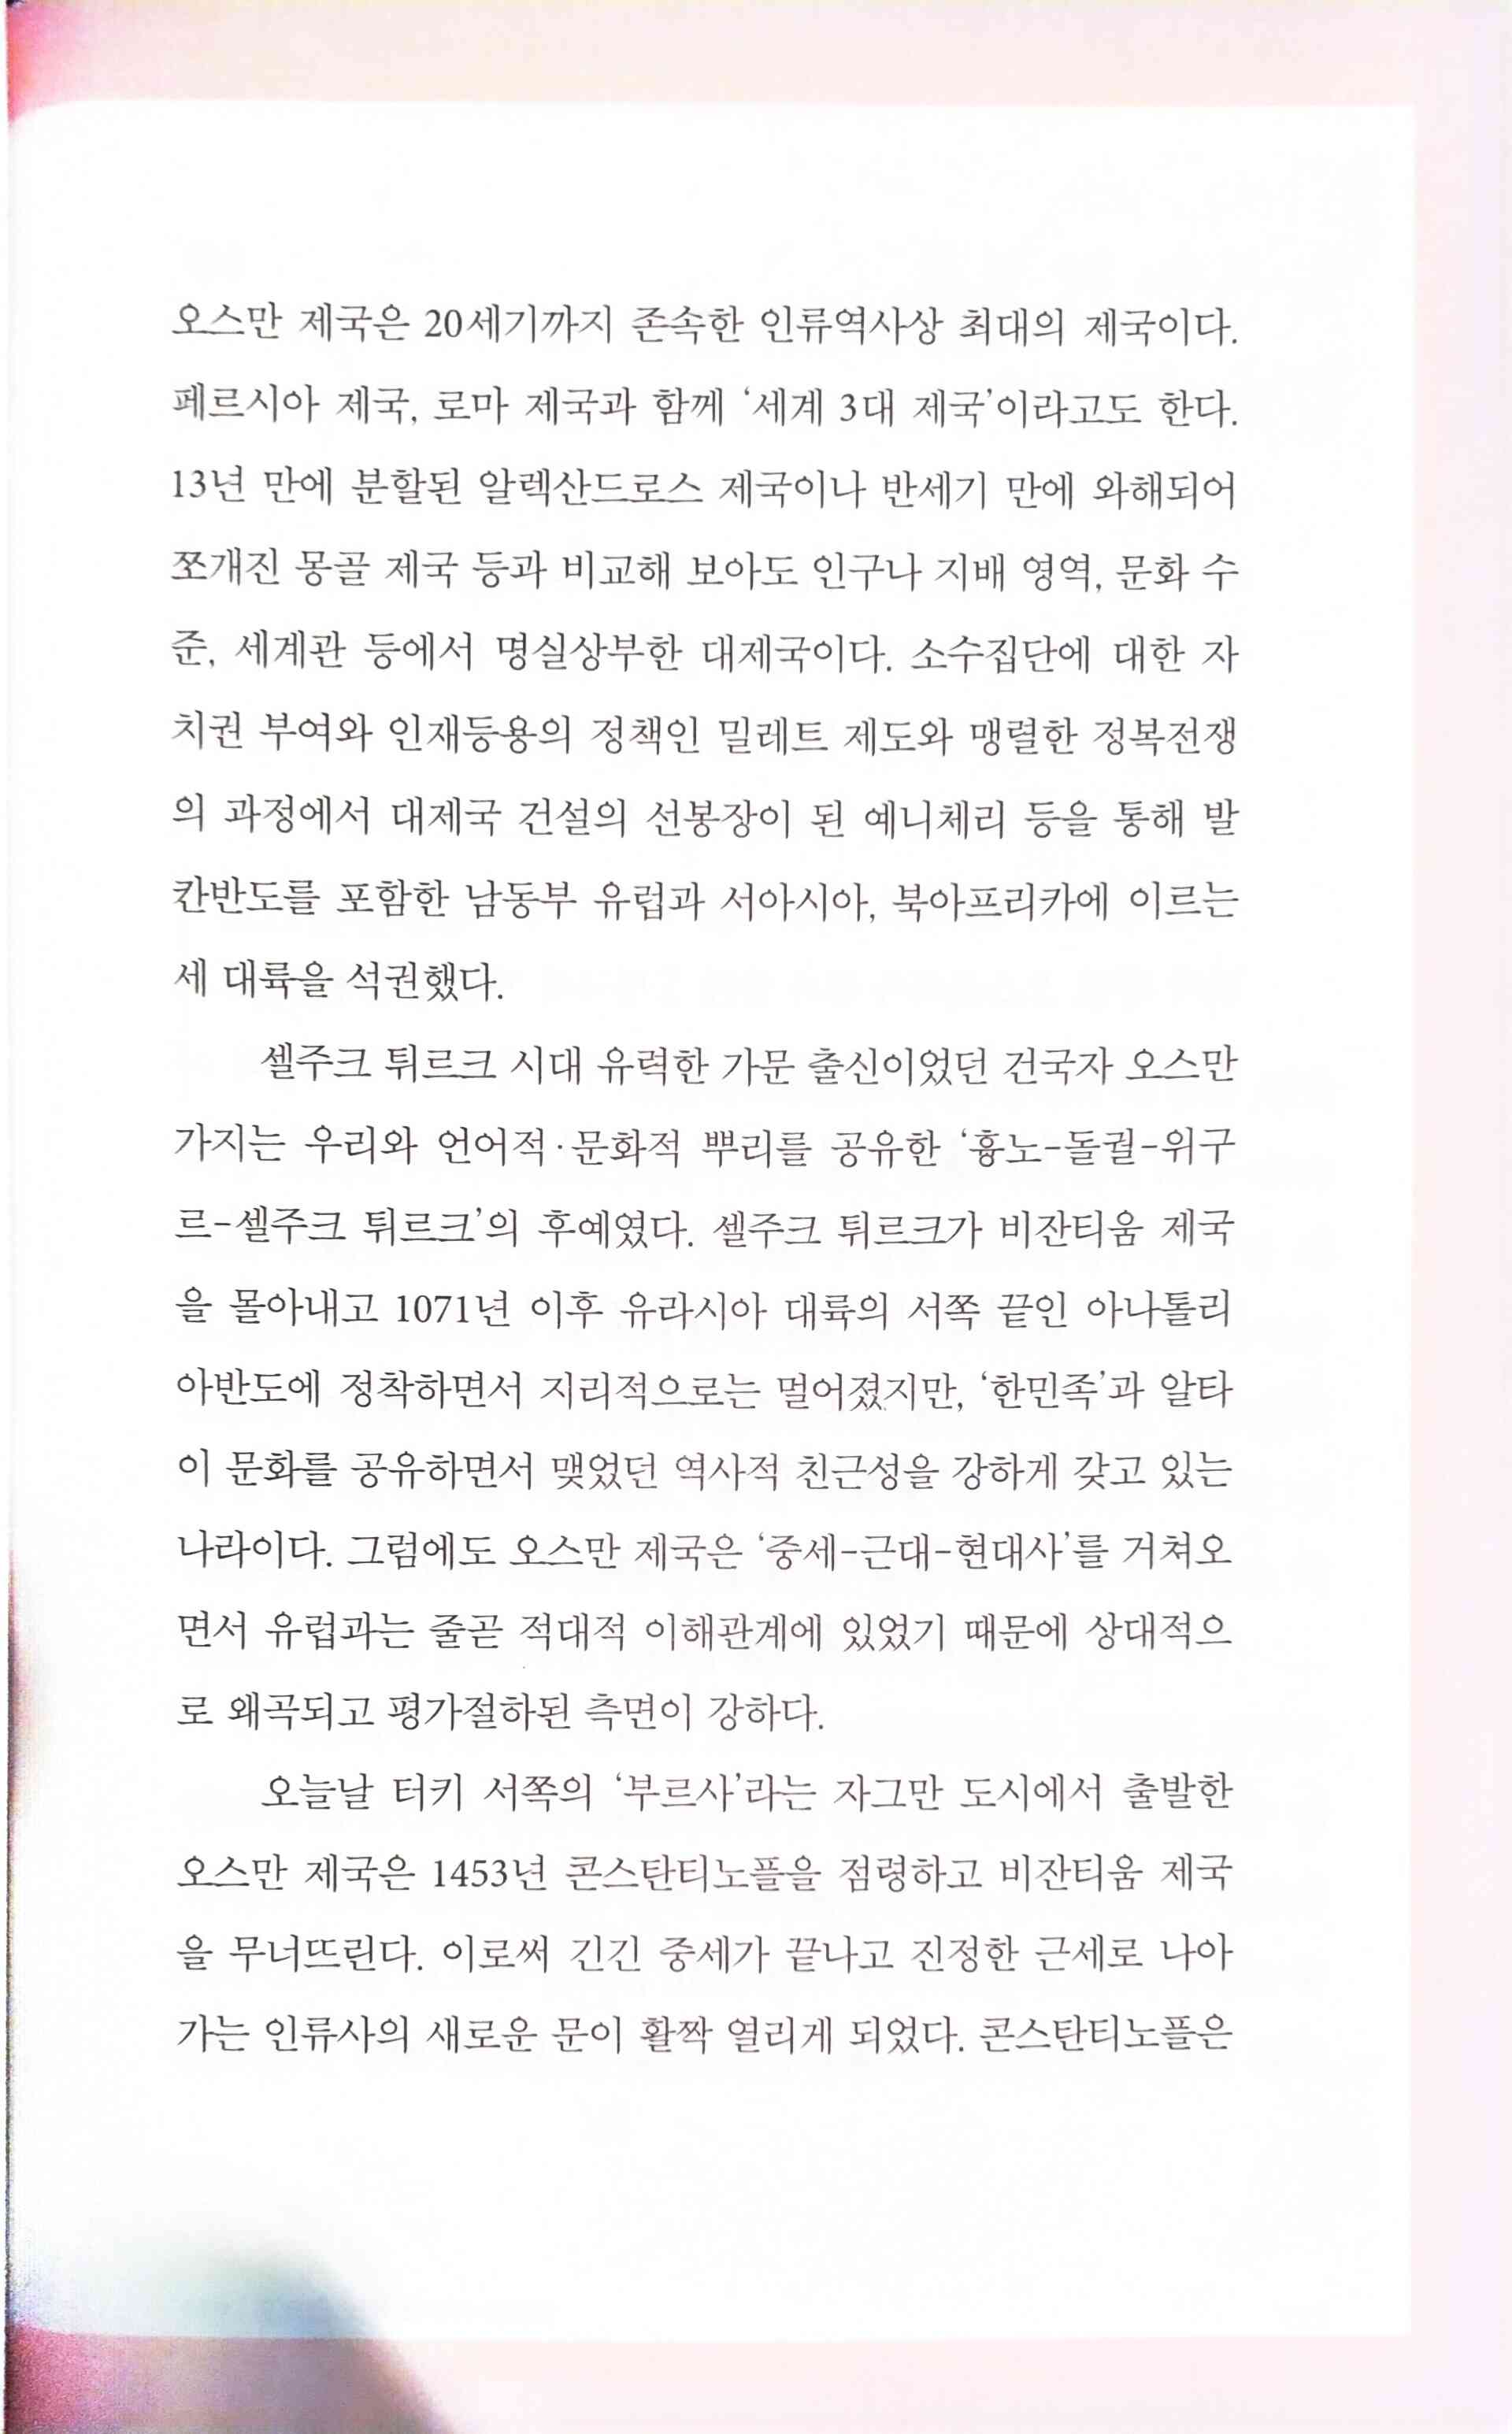 오스만 제국은 20세기까지 존속한 인류역사상 최대의 제국이다.
페르시아 제국, 로마 제국과 함께 ‘세계 3대 제국’이라고도 한다.
13년 만에 분할된 알렉산드로스 제국이나 반세기 만에 와해되어
쪼개진 몽골 제국 등과 비교해 보아도 인구나 지배 영역, 문화 수
준, 세계관 등에서 명실상부한 대제국이다. 소수집단에 대한 자
치권 부여와 인재등용의 정책인 밀레트 제도와 맹렬한 정복전쟁
의 과정에서 대제국 건설의 선봉장이 된 예니체리 등을 통해 발
칸반도를 포함한 남동부 유럽과 서아시아, 북아프리카에 이르는
세 대륙을 석권했다.
셀주크 튀르크 시대 유력한 가문 출신이었던 건국자 오스만
가지는 우리와 언어적·문화적 뿌리를 공유한 ‘흉노-돌궐-위구
르-셀주크 튀르크’의 후예였다. 셀주크 튀르크가 비잔티움 제국
을 몰아내고 1071년 이후 유라시아 대륙의 서쪽 끝인 아나톨리
아반도에 정착하면서 지리적으로는 멀어졌지만, ‘한민족’과 알타
이 문화를 공유하면서 맺었던 역사적 친근성을 강하게 갖고 있는
나라이다. 그럼에도 오스만 제국은 ‘중세-근대-현대사’를 거쳐오
면서 유럽과는 줄곧 적대적 이해관계에 있었기 때문에 상대적으
로 왜곡되고 평가절하된 측면이 강하다.
오늘날 터키 서쪽의 ‘부르사’라는 자그만 도시에서 출발한
오스만 제국은 1453년 콘스탄티노플을 점령하고 비잔티움 제국
을 무너뜨린다. 이로써 긴긴 중세가 끝나고 진정한 근세로 나아
가는 인류사의 새로운 문이 활짝 열리게 되었다. 콘스탄티노플은